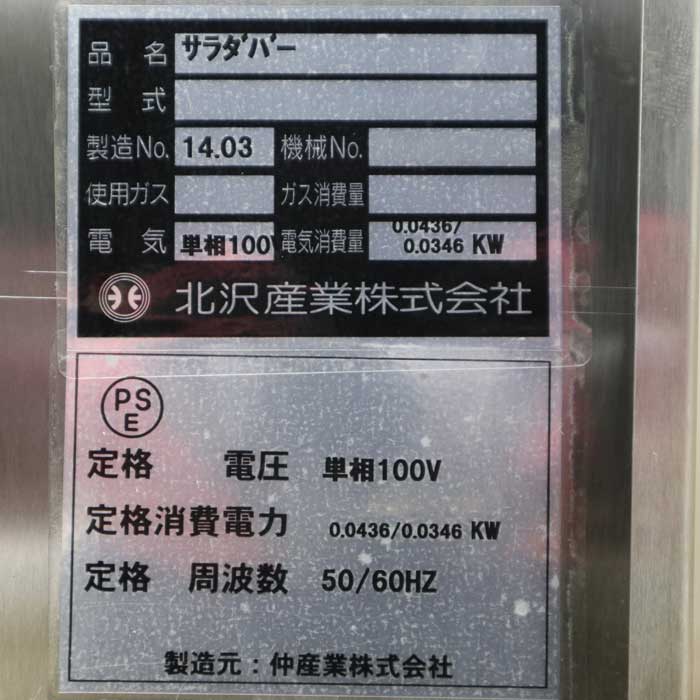 品名 サラダバー
型式
製造No. 14.03 機械No.
使用ガス ガス消費量
電気 単相100V 電気消費量 0.0436/0.0346 KW
北沢産業株式会社
PSE
定格 電圧 単相100V
定格消費電力 0.0436/0.0346 KW
定格 周波数 50/60HZ
製造元:仲産業株式会社